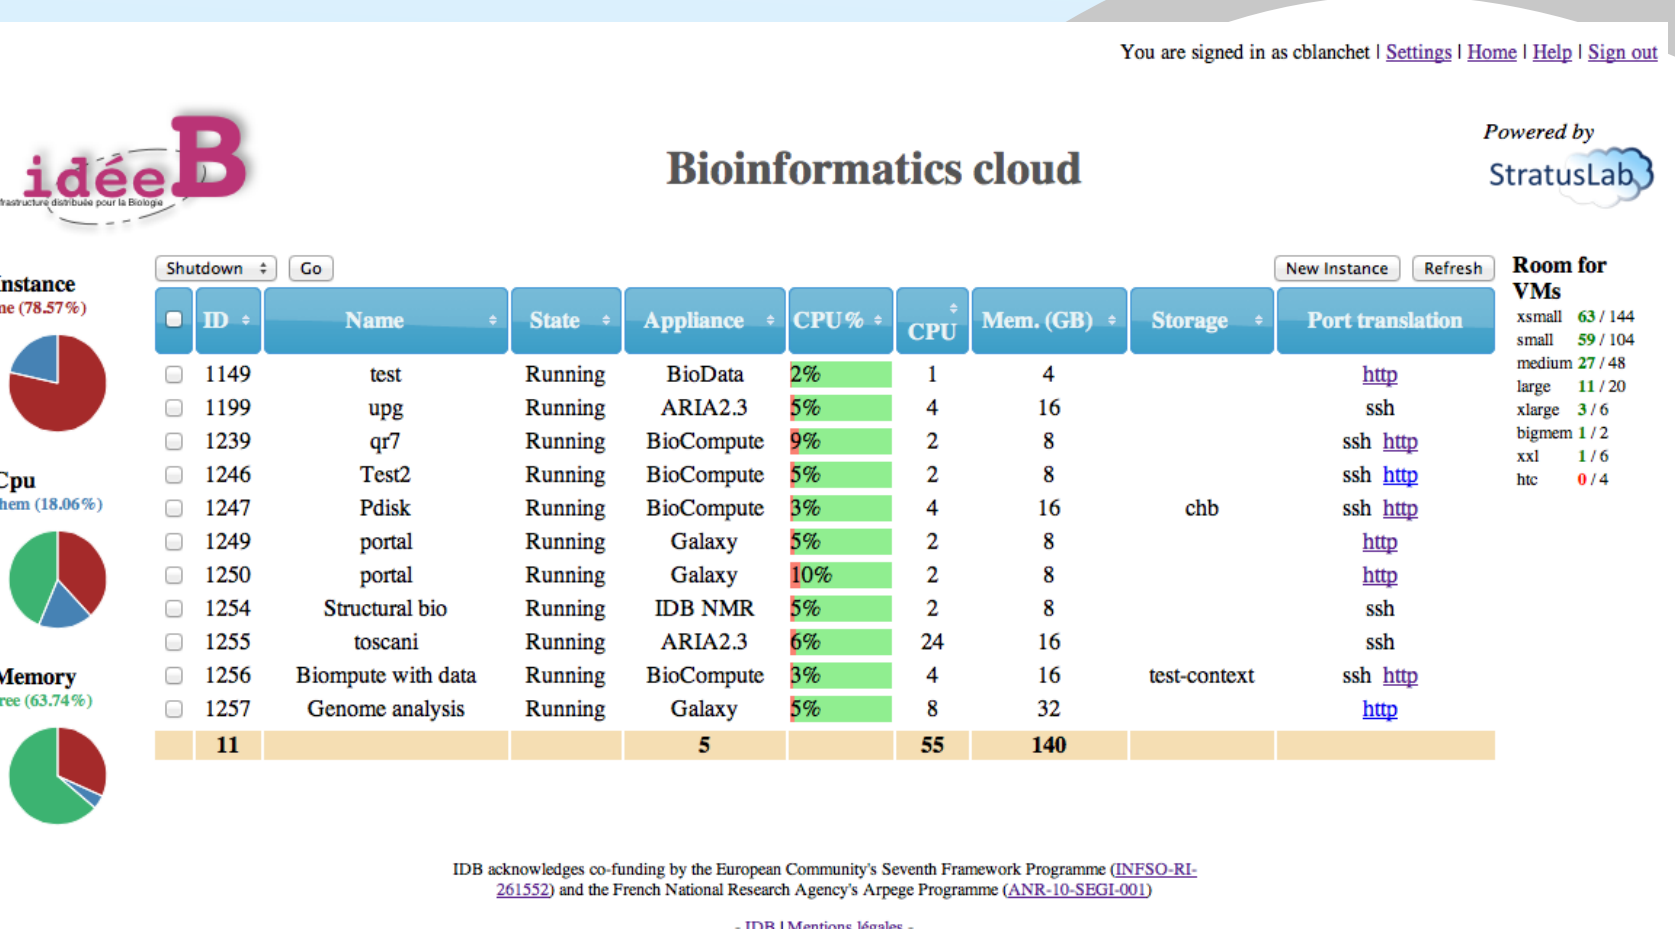 You are signed in as cblanchet | Settings | Home | Help | Sign out
idéeB
frastructure distribuée pour la Biologie
Bioinformatics cloud
Powered by
StratusLab
Shutdown Go New Instance Refresh
nstance
ne (78.57%)
Cpu
hem (18.06%)
Memory
ree (63.74%)
ID Name State Appliance CPU% CPU Mem. (GB) Storage Port translation
1149 test Running BioData 2% 1 4 http
1199 upg Running ARIA2.3 5% 4 16 ssh
1239 qr7 Running BioCompute 9% 2 8 ssh http
1246 Test2 Running BioCompute 5% 2 8 ssh http
1247 Pdisk Running BioCompute 3% 4 16 chb ssh http
1249 portal Running Galaxy 5% 2 8 http
1250 portal Running Galaxy 10% 2 8 http
1254 Structural bio Running IDB NMR 5% 2 8 ssh
1255 toscani Running ARIA2.3 6% 24 16 ssh
1256 Biompute with data Running BioCompute 3% 4 16 test-context ssh http
1257 Genome analysis Running Galaxy 5% 8 32 http
11 5 55 140
Room for
VMs
xsmall 63 / 144
small 59 / 104
medium 27 / 48
large 11 / 20
xlarge 3 / 6
bigmem 1 / 2
xxl 1 / 6
htc 0 / 4
IDB acknowledges co-funding by the European Community's Seventh Framework Programme (INFSO-RI-
261552) and the French National Research Agency's Arpege Programme (ANR-10-SEGI-001)
- IDB | Mentions légales -